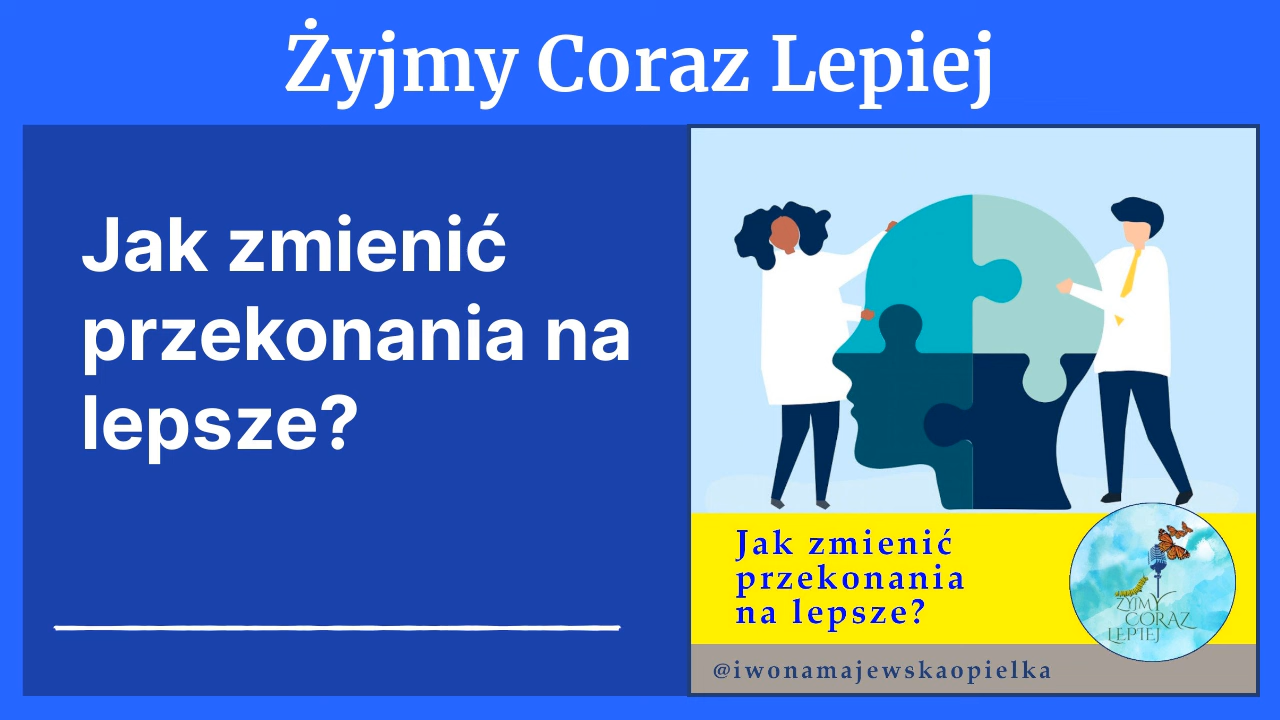 Żyjmy Coraz Lepiej
Jak zmienić
przekonania na
lepsze?
Jak zmienić
przekonania
na lepsze?
ŻYJMY
CORAZ
LEPIEJ
@iwonamajewskaopielka